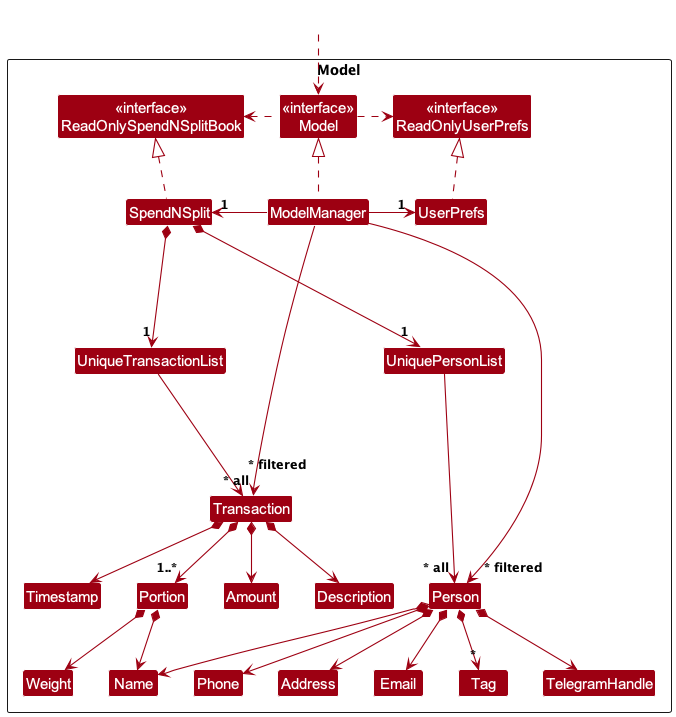 Model
«interface»
ReadOnlySpendNSplitBook
«interface»
Model
«interface»
ReadOnlyUserPrefs
SpendNSplit
1
ModelManager
1
UserPrefs
1
1
UniqueTransactionList
UniquePersonList
* filtered
* all
Transaction
1..*
* all
* filtered
Timestamp
Portion
Amount
Description
Person
*
Weight
Name
Phone
Address
Email
Tag
TelegramHandle